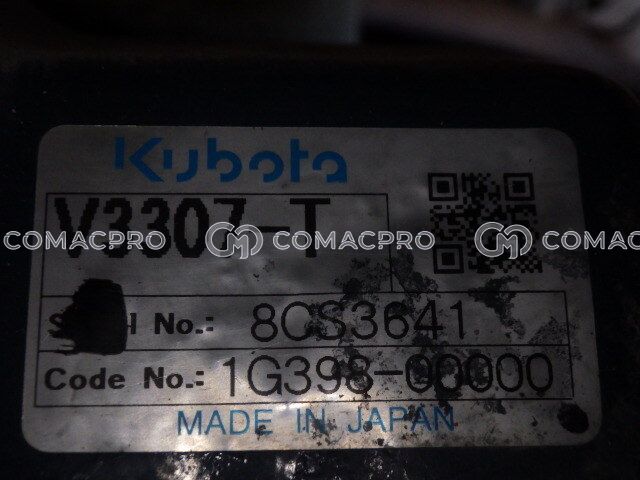 Kubota
V3307-T
COMACPRO COMACPRO COMACPRO
No.: 8CS3641
Code No.: 1G398-00000
MADE IN JAPAN